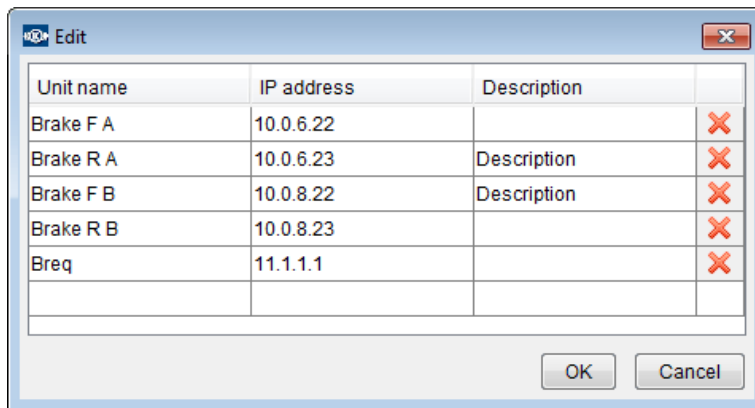 Edit
Unit name IP address Description
Brake F A 10.0.6.22
Brake R A 10.0.6.23 Description
Brake F B 10.0.8.22 Description
Brake R B 10.0.8.23
Breq 11.1.1.1
OK Cancel